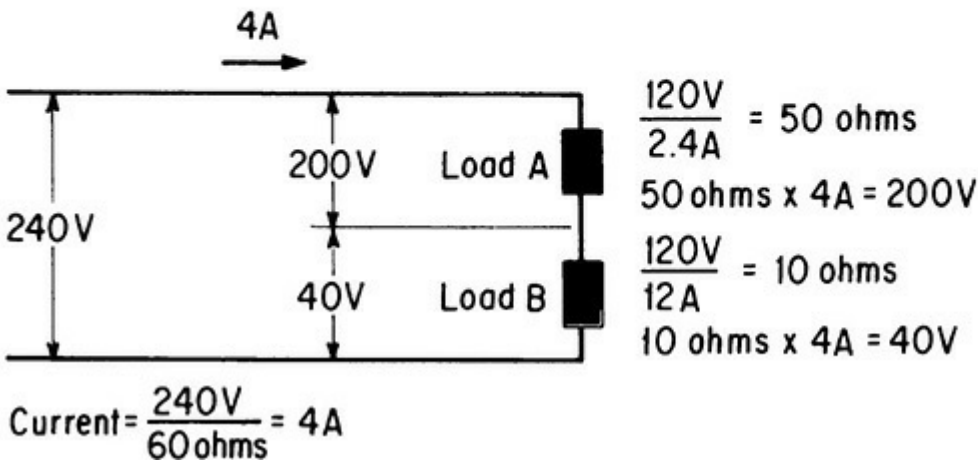 4A
120V
2.4A
= 50 ohms
200V
Load A
50 ohms x 4A = 200V
240V
120V
12A
= 10 ohms
40V
Load B
10 ohms x 4A = 40V
Current = 240V
60 ohms
= 4A